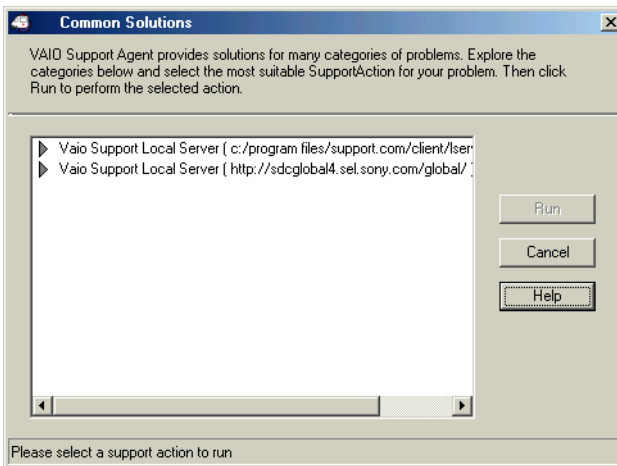 Common Solutions
VAIO Support Agent provides solutions for many categories of problems. Explore the
categories below and select the most suitable SupportAction for your problem. Then click
Run to perform the selected action.
Vaio Support Local Server ( c:/program files/support.com/client/lser
Vaio Support Local Server ( http://sdcglobal4.sel.sony.com/global/ )
Run
Cancel
Help
Please select a support action to run